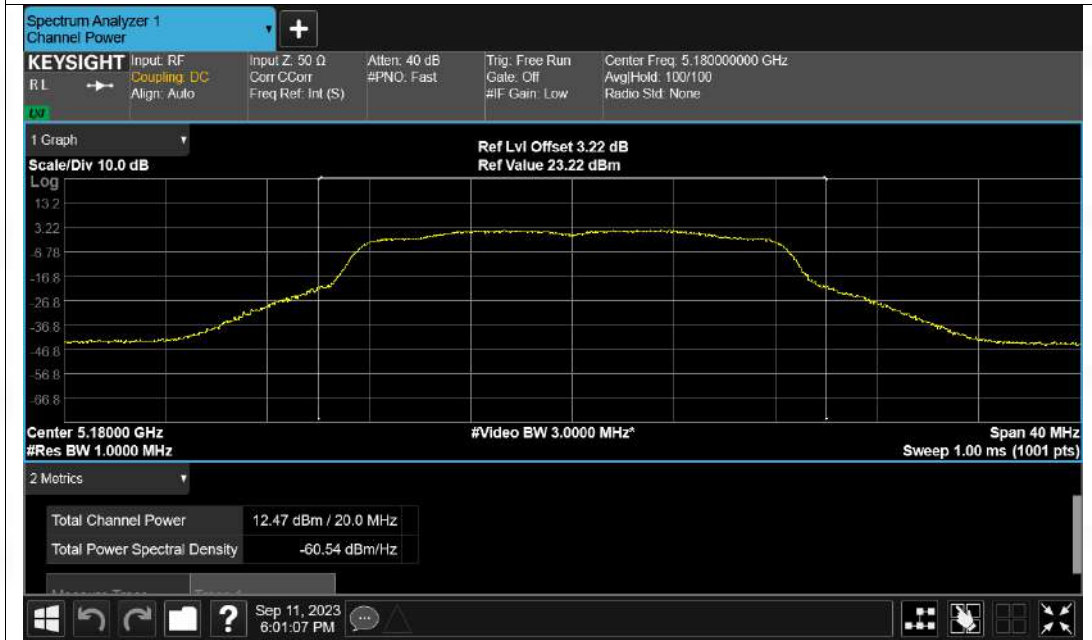 Spectrum Analyzer 1
Channel Power
+
KEYSIGHT Input: RF Input Z: 50 Ω Atten: 40 dB Trig: Free Run Center Freq: 5.180000000 GHz
RL Coupling: DC Corr CCorr #PNO: Fast Gate: Off Avg|Hold: 100/100
Align: Auto Freq Ref: Int (S) #IF Gain: Low Radio Std: None
LXI
1 Graph
Ref Lvl Offset 3.22 dB
Scale/Div 10.0 dB Ref Value 23.22 dBm
Log
13.2
3.22
-6.78
-16.8
-26.8
-36.8
-46.8
-56.8
-66.8
Center 5.18000 GHz #Video BW 3.0000 MHz* Span 40 MHz
#Res BW 1.0000 MHz Sweep 1.00 ms (1001 pts)
2 Metrics
Total Channel Power 12.47 dBm / 20.0 MHz
Total Power Spectral Density -60.54 dBm/Hz
? Sep 11, 2023
6:01:07 PM